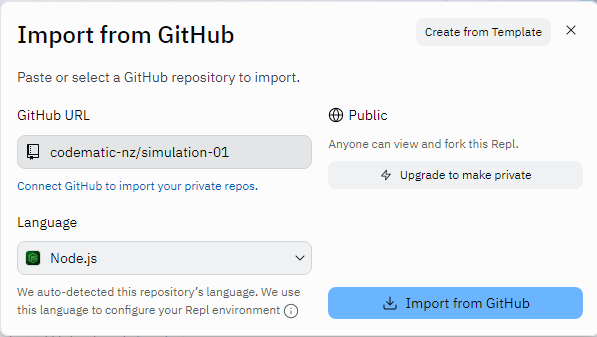 Import from GitHub
Create from Template
Paste or select a GitHub repository to import.
GitHub URL
codematic-nz/simulation-01
Connect GitHub to import your private repos.
Language
Node.js
We auto-detected this repository's language. We use
this language to configure your Repl environment
Public
Anyone can view and fork this Repl.
Upgrade to make private
Import from GitHub